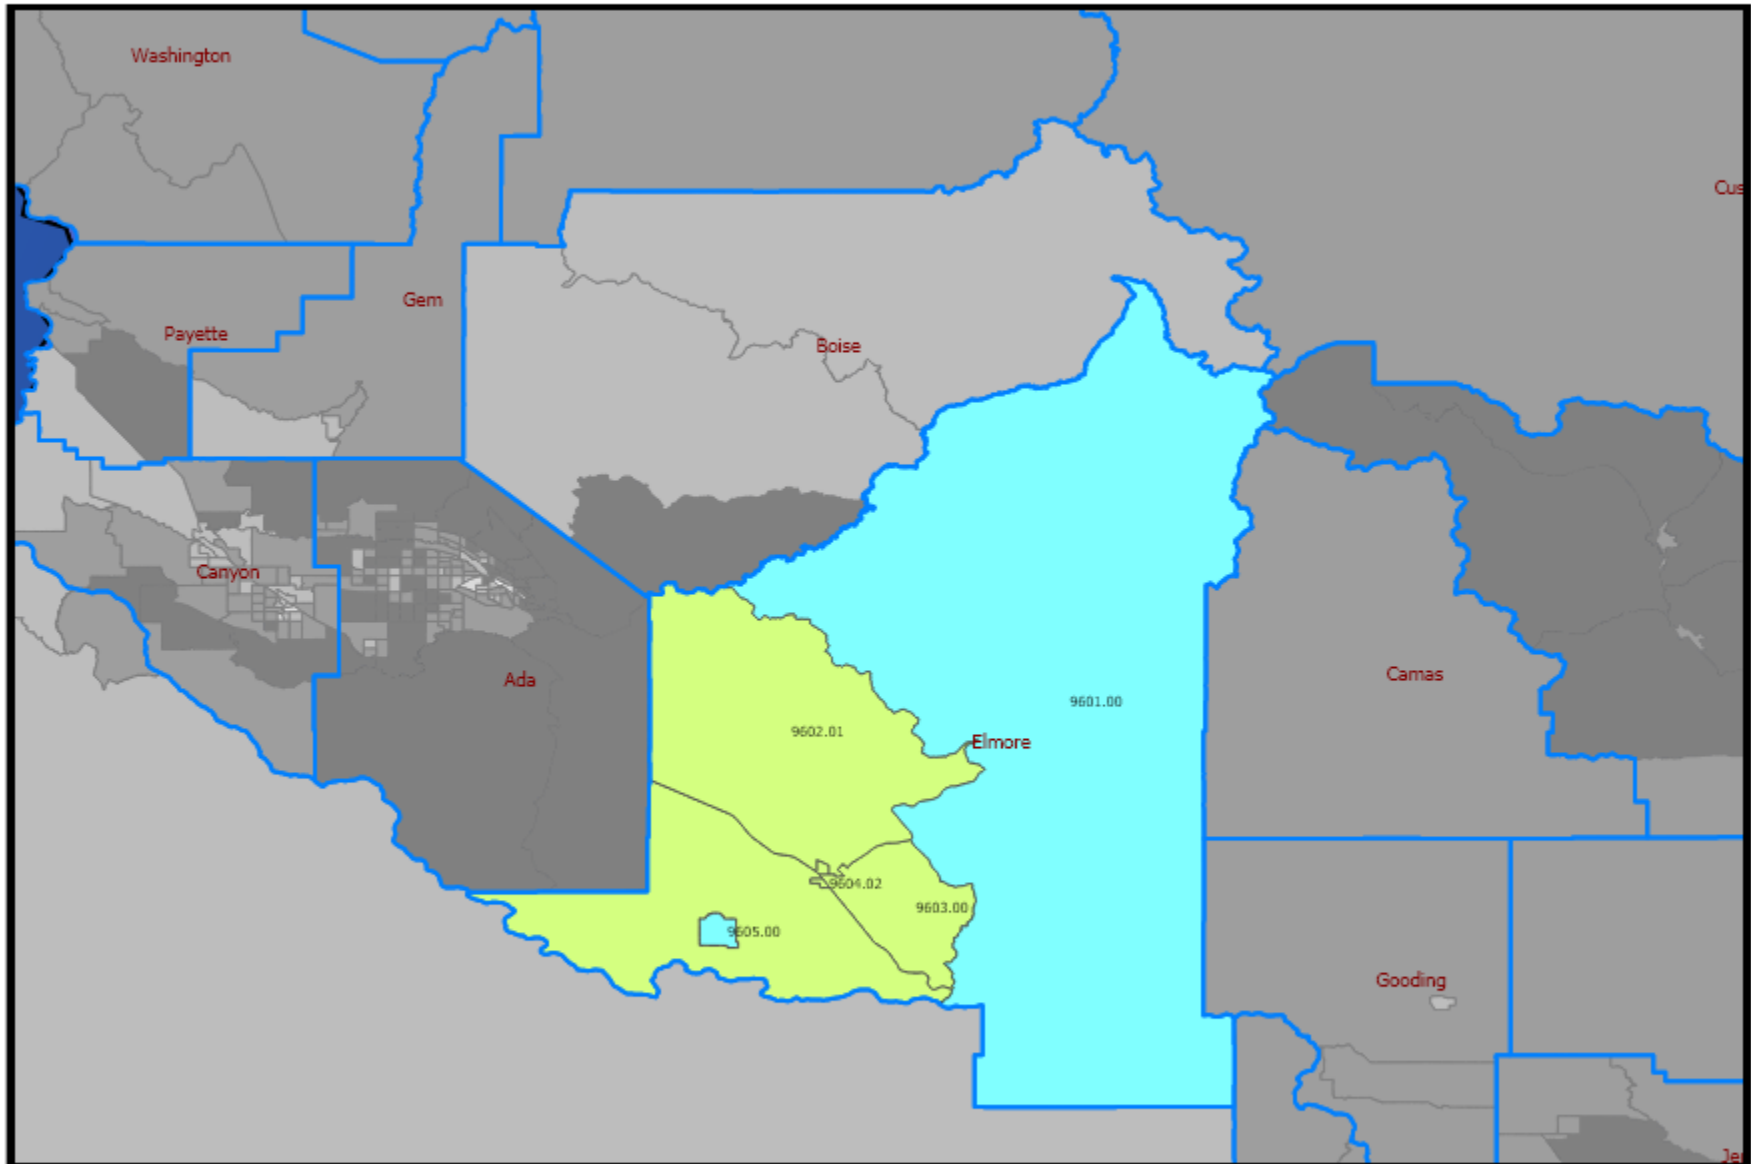 Washington
Cus
Gem
Payette
Boise
Canyon
Ada
Camas
9601.00
9602.01
Elmore
9604.02
9603.00
9605.00
Gooding
Jer